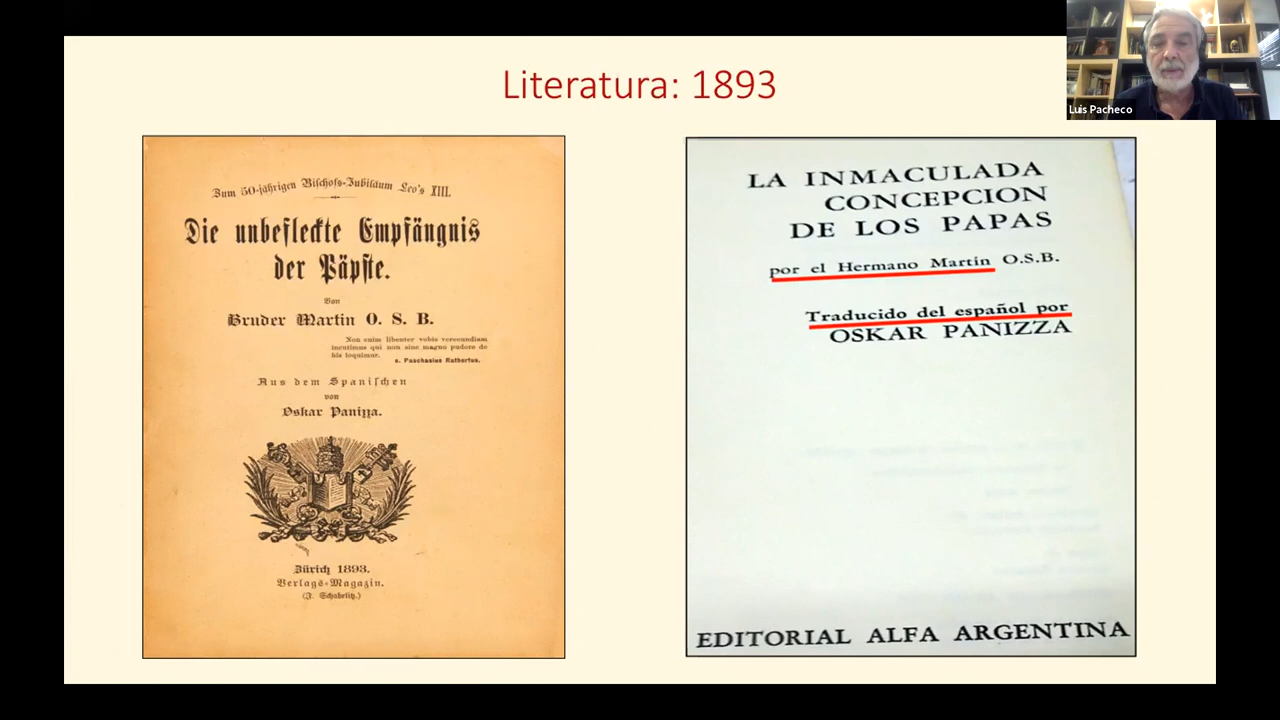 Literatura: 1893
Luis Pacheco
Zum 50-jährigen Bischofs-Jubiläum Leo's XIII.
Die unbefleckte Empfängnis
der Päpste.
Von
Bruder Martin O. S. B.
Non enim libenter vobis verecundiam
incutimus qui non sine magno pudore de
his loquimur.
s. Paschasius Ratbertus.
Aus dem Spanischen
von
Oskar Panizza.
Zürich 1893.
Verlags-Magazin.
(J. Schabelitz.)
LA INMACULADA
CONCEPCION
DE LOS PAPAS
por el Hermano Martin O.S.B.
Traducido del español por
OSKAR PANIZZA
EDITORIAL ALFA ARGENTINA